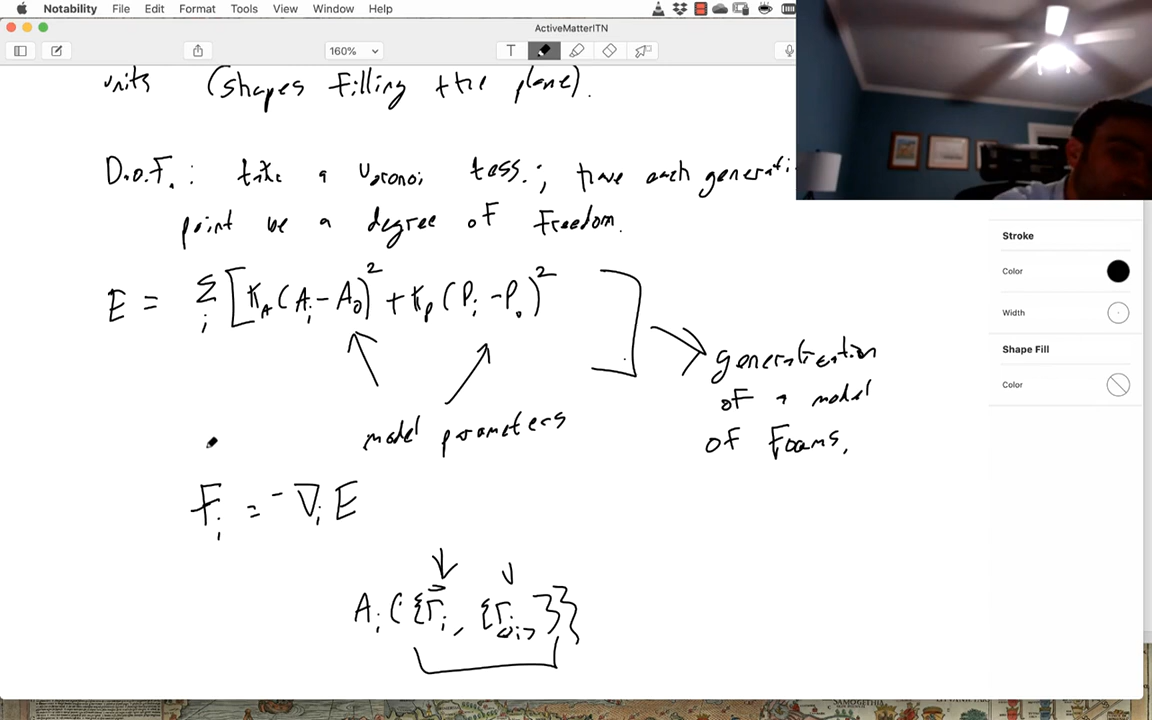 Notability File Edit Format Tools View Window Help
ActiveMatterITN
160%
T
units (shapes filling the plane).
D.o.F.: take a Voronoi tess.; have each generati
point be a degree of freedom.
E = Σ_i [K_A (A_i - A_0)^2 + K_P (P_i - P_0)^2 ]
generalization
of a model
of foams.
model parameters
F_i = -∇_i E
A_i ({r_i, {r_<ij>}})
Stroke
Color
Width
Shape Fill
Color